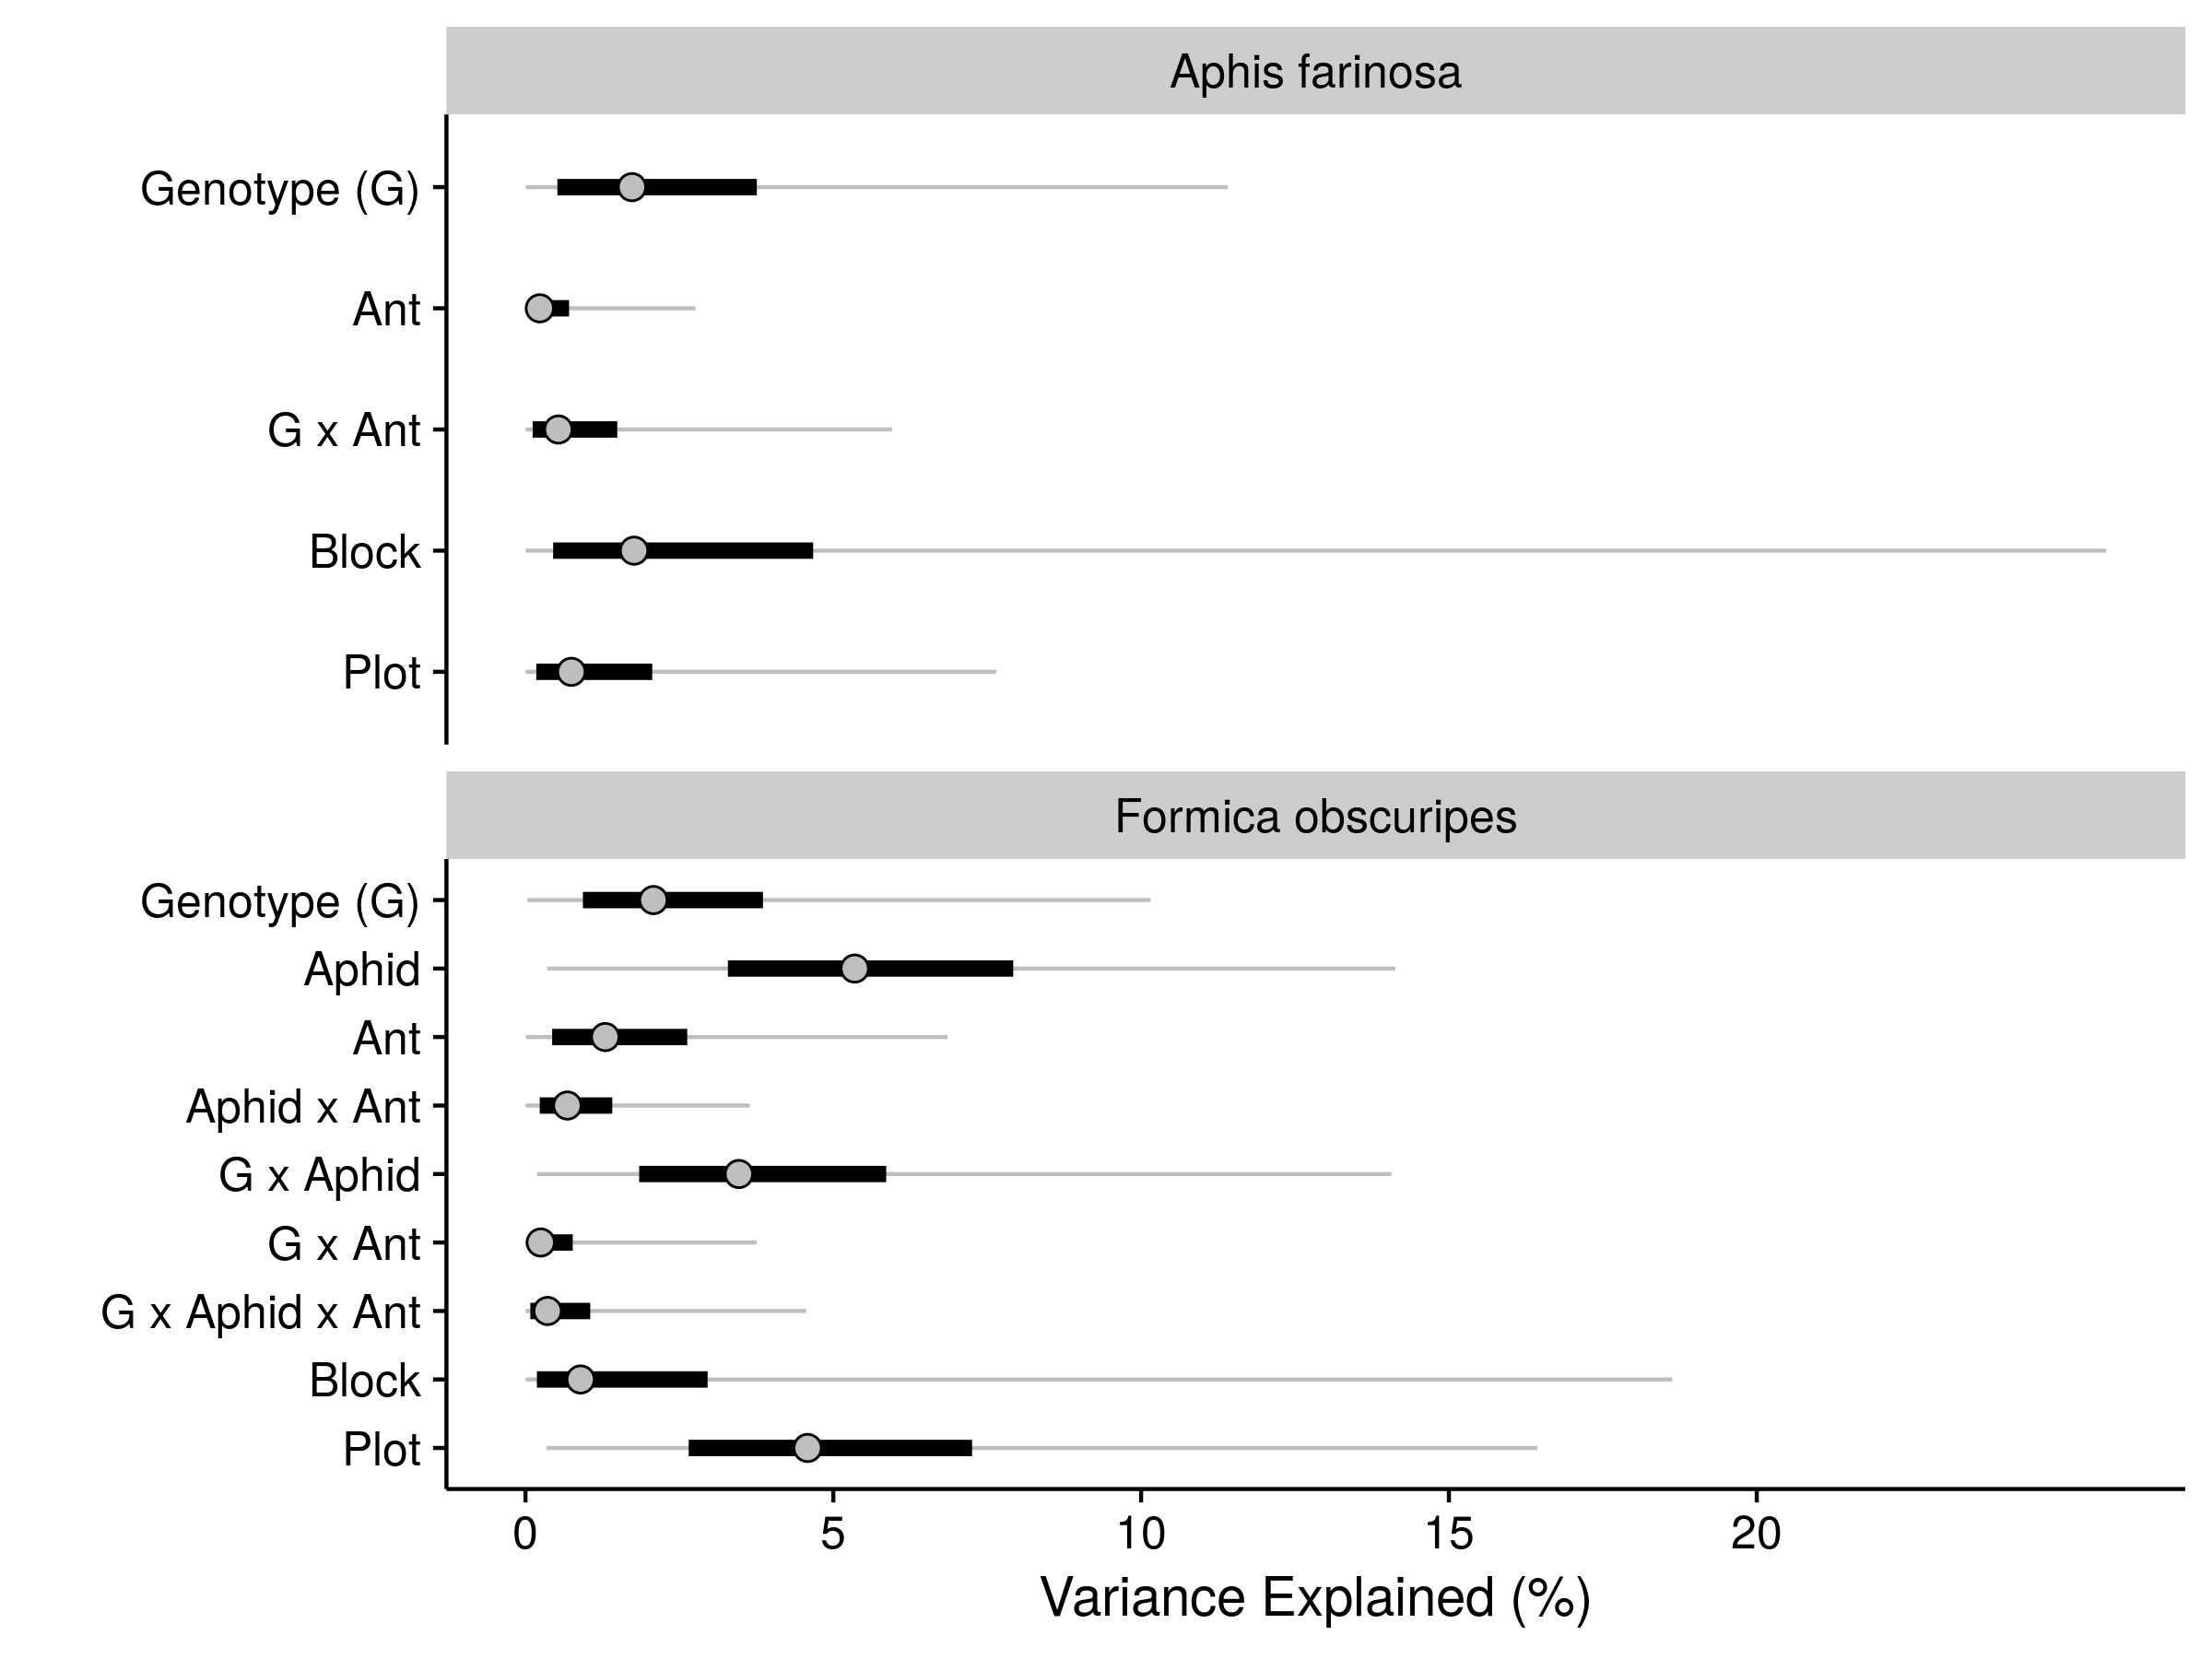 Aphis farinosa
Genotype (G)
Ant
G x Ant
Block
Plot
Formica obscuripes
Genotype (G)
Aphid
Ant
Aphid x Ant
G x Aphid
G x Ant
G x Aphid x Ant
Block
Plot
0 5 10 15 20
Variance Explained (%)